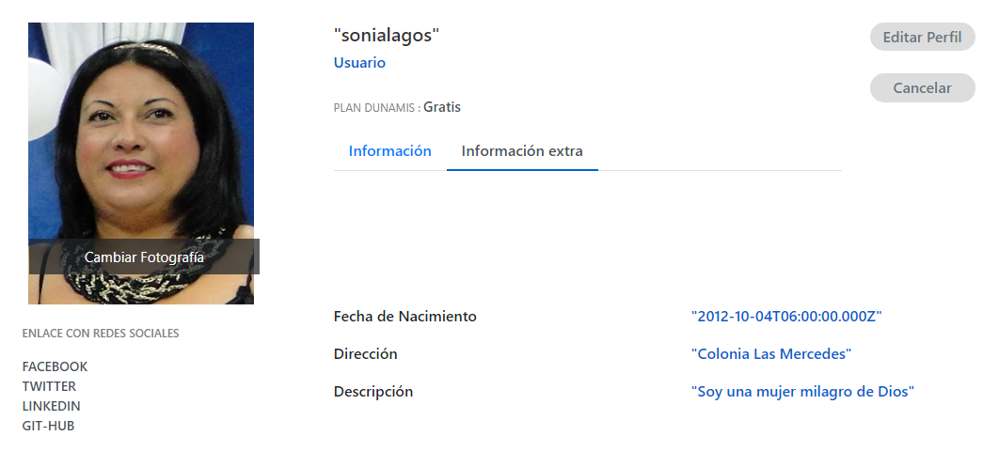 "sonialagos"
Usuario
PLAN DUNAMIS : Gratis
Editar Perfil
Cancelar
Información Información extra
Cambiar Fotografía
ENLACE CON REDES SOCIALES
FACEBOOK
TWITTER
LINKEDIN
GIT-HUB
Fecha de Nacimiento "2012-10-04T06:00:00.000Z"
Dirección "Colonia Las Mercedes"
Descripción "Soy una mujer milagro de Dios"